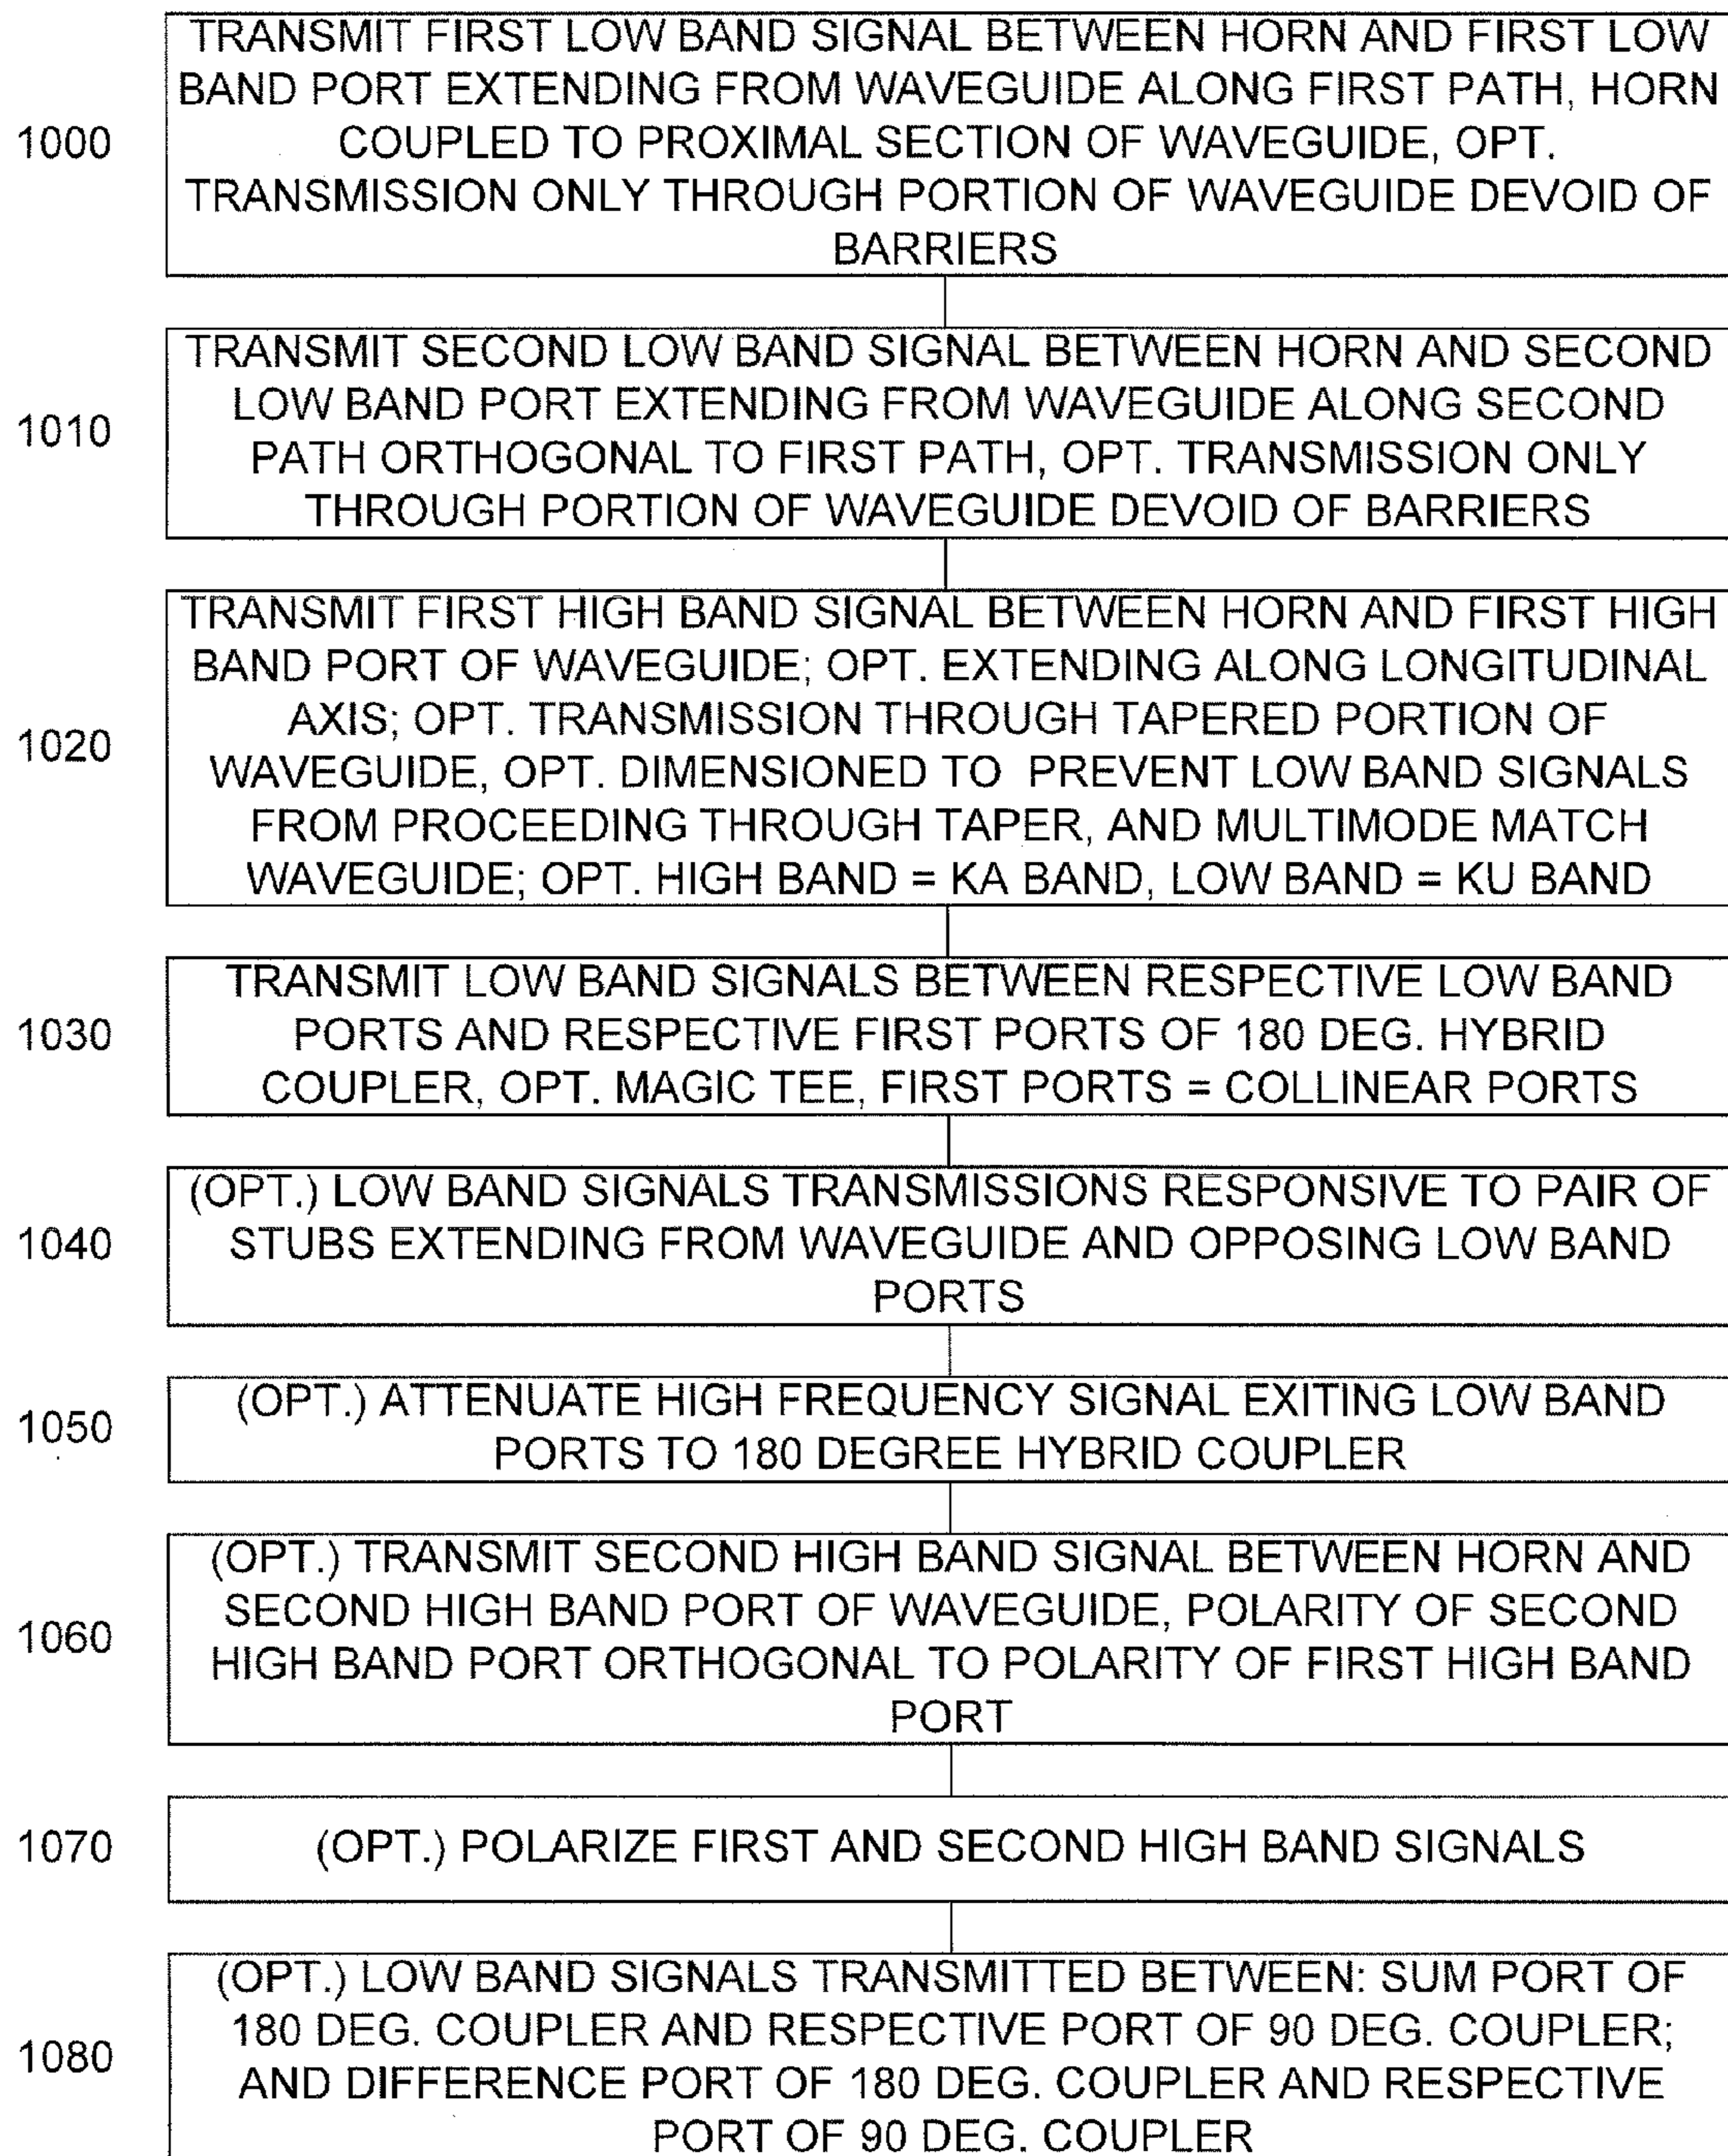 1000
TRANSMIT FIRST LOW BAND SIGNAL BETWEEN HORN AND FIRST LOW
BAND PORT EXTENDING FROM WAVEGUIDE ALONG FIRST PATH, HORN
COUPLED TO PROXIMAL SECTION OF WAVEGUIDE, OPT.
TRANSMISSION ONLY THROUGH PORTION OF WAVEGUIDE DEVOID OF
BARRIERS
1010
TRANSMIT SECOND LOW BAND SIGNAL BETWEEN HORN AND SECOND
LOW BAND PORT EXTENDING FROM WAVEGUIDE ALONG SECOND
PATH ORTHOGONAL TO FIRST PATH, OPT. TRANSMISSION ONLY
THROUGH PORTION OF WAVEGUIDE DEVOID OF BARRIERS
1020
TRANSMIT FIRST HIGH BAND SIGNAL BETWEEN HORN AND FIRST HIGH
BAND PORT OF WAVEGUIDE; OPT. EXTENDING ALONG LONGITUDINAL
AXIS; OPT. TRANSMISSION THROUGH TAPERED PORTION OF
WAVEGUIDE, OPT. DIMENSIONED TO PREVENT LOW BAND SIGNALS
FROM PROCEEDING THROUGH TAPER, AND MULTIMODE MATCH
WAVEGUIDE; OPT. HIGH BAND = KA BAND, LOW BAND = KU BAND
1030
TRANSMIT LOW BAND SIGNALS BETWEEN RESPECTIVE LOW BAND
PORTS AND RESPECTIVE FIRST PORTS OF 180 DEG. HYBRID
COUPLER, OPT. MAGIC TEE, FIRST PORTS = COLLINEAR PORTS
1040
(OPT.) LOW BAND SIGNALS TRANSMISSIONS RESPONSIVE TO PAIR OF
STUBS EXTENDING FROM WAVEGUIDE AND OPPOSING LOW BAND
PORTS
1050
(OPT.) ATTENUATE HIGH FREQUENCY SIGNAL EXITING LOW BAND
PORTS TO 180 DEGREE HYBRID COUPLER
1060
(OPT.) TRANSMIT SECOND HIGH BAND SIGNAL BETWEEN HORN AND
SECOND HIGH BAND PORT OF WAVEGUIDE, POLARITY OF SECOND
HIGH BAND PORT ORTHOGONAL TO POLARITY OF FIRST HIGH BAND
PORT
1070
(OPT.) POLARIZE FIRST AND SECOND HIGH BAND SIGNALS
1080
(OPT.) LOW BAND SIGNALS TRANSMITTED BETWEEN: SUM PORT OF
180 DEG. COUPLER AND RESPECTIVE PORT OF 90 DEG. COUPLER;
AND DIFFERENCE PORT OF 180 DEG. COUPLER AND RESPECTIVE
PORT OF 90 DEG. COUPLER